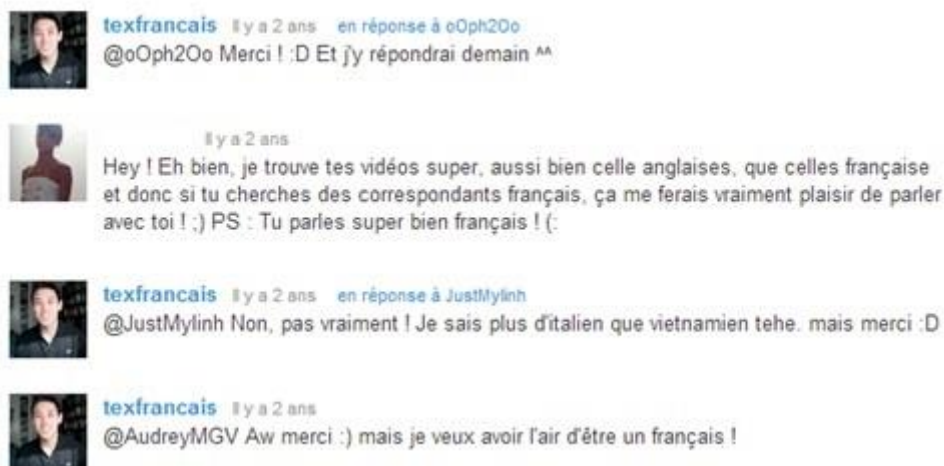 texfrancais Il y a 2 ans en réponse à oOph2Oo
@oOph2Oo Merci ! :D Et j'y répondrai demain ^^
Il y a 2 ans
Hey ! Eh bien, je trouve tes vidéos super, aussi bien celle anglaises, que celles française
et donc si tu cherches des correspondants français, ça me ferais vraiment plaisir de parler
avec toi ! ;) PS : Tu parles super bien français ! (:
texfrancais Il y a 2 ans en réponse à JustMylinh
@JustMylinh Non, pas vraiment ! Je sais plus d'italien que vietnamien tehe. mais merci :D
texfrancais Il y a 2 ans
@AudreyMGV Aw merci :) mais je veux avoir l'air d'être un français !